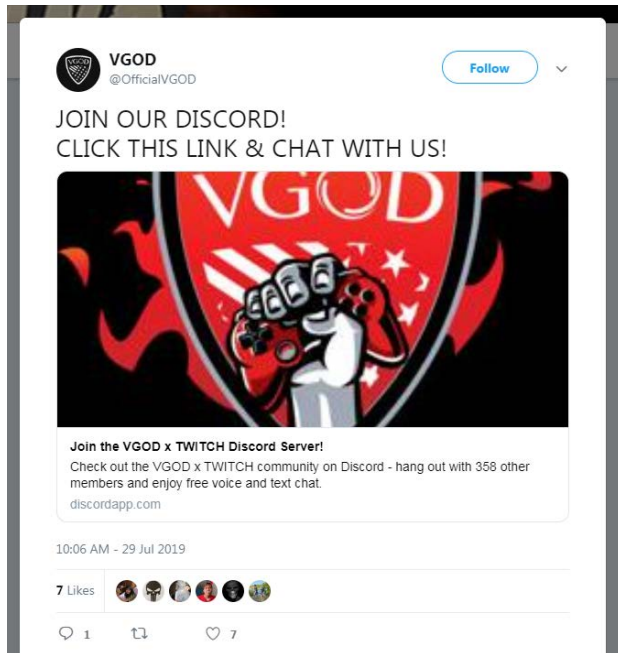 VGOD
@OfficialVGOD
Follow
JOIN OUR DISCORD!
CLICK THIS LINK & CHAT WITH US!
VGOD
Join the VGOD x TWITCH Discord Server!
Check out the VGOD x TWITCH community on Discord - hang out with 358 other
members and enjoy free voice and text chat.
discordapp.com
10:06 AM - 29 Jul 2019
7 Likes
1
7